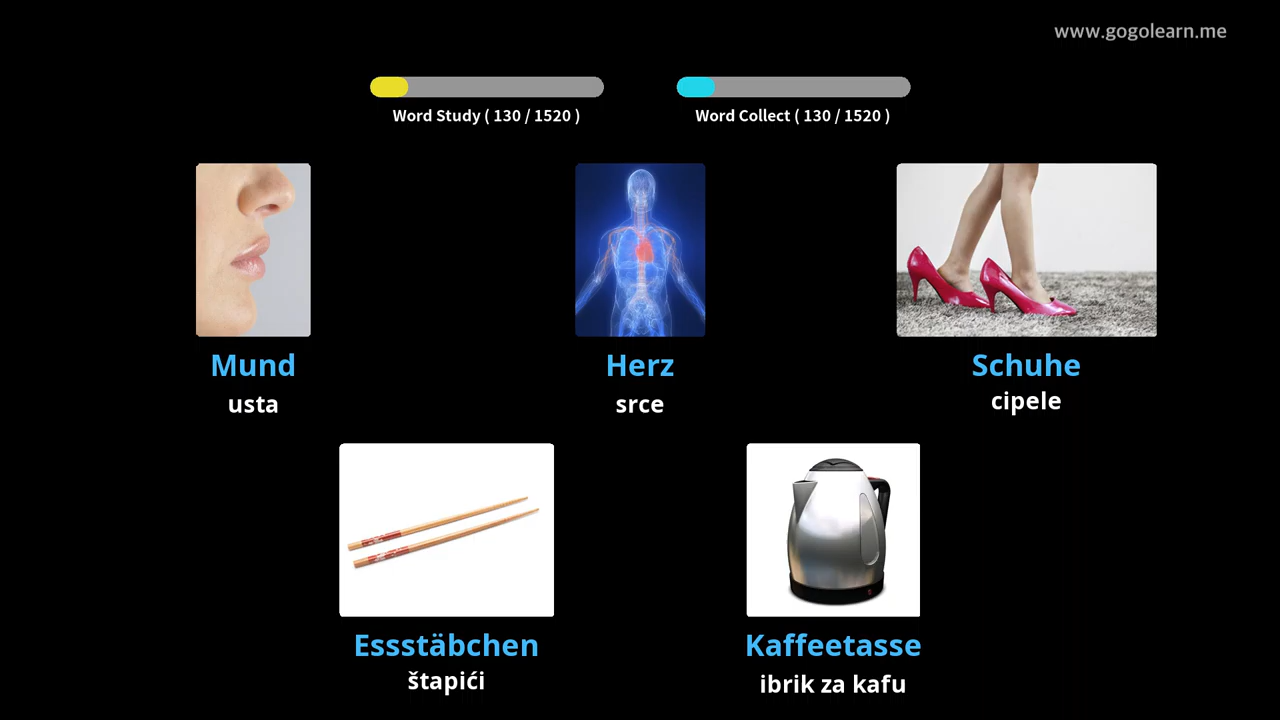 www.gogolearn.me
Word Study ( 130 / 1520 )
Word Collect ( 130 / 1520 )
Mund
usta
Herz
srce
Schuhe
cipele
Essstäbchen
štapići
Kaffeetasse
ibrik za kafu